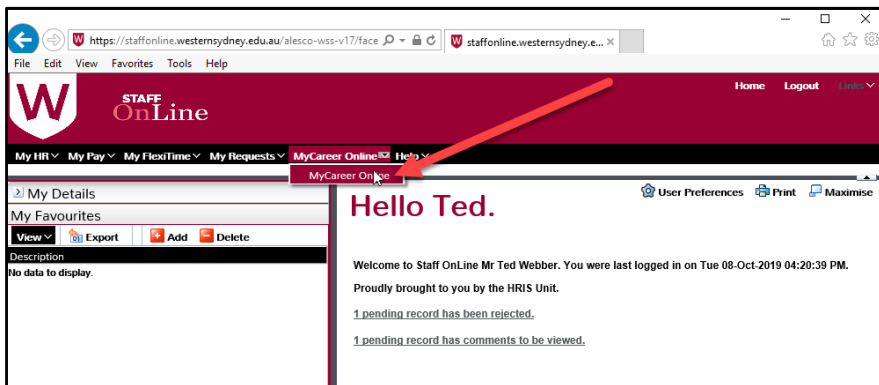 https://staffonline.westernsydney.edu.au/alesco-wss-v17/face
staffonline.westernsydney.e...
File Edit View Favorites Tools Help
W
STAFF
OnLine
Home Logout Links
My HR My Pay My FlexiTime My Requests MyCareer Online Help
MyCareer Online
My Details
My Favourites
View Export Add Delete
Description
No data to display.
User Preferences Print Maximise
Hello Ted.
Welcome to Staff OnLine Mr Ted Webber. You were last logged in on Tue 08-Oct-2019 04:20:39 PM.
Proudly brought to you by the HRIS Unit.
1 pending record has been rejected.
1 pending record has comments to be viewed.